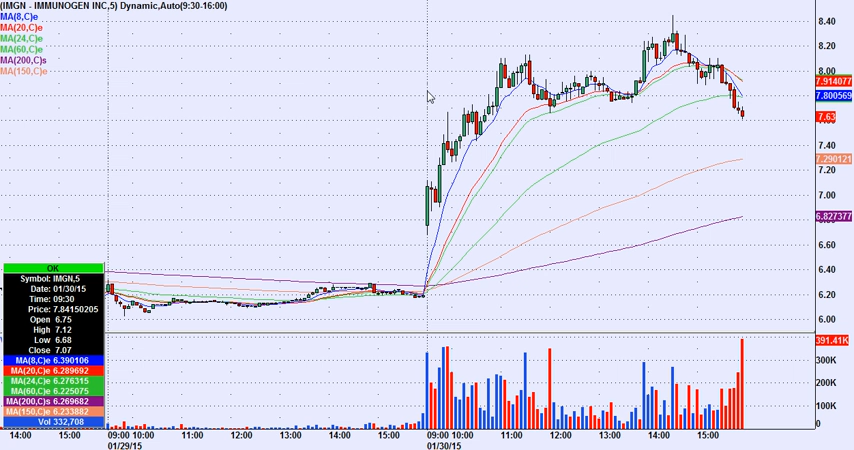 (IMGN - IMMUNOGEN INC,5) Dynamic,Auto(9:30-16:00)
MA(8,C)e
MA(20,C)e
MA(24,C)e
MA(60,C)e
MA(200,C)s
MA(150,C)e
8.40
8.20
8.00
7.914077
7.800569
7.63
7.40
7.290121
7.20
7.00
6.827377
6.60
6.40
6.20
6.00
391.41K
300K
200K
100K
0
OK
Symbol: IMGN,5
Date: 01/30/15
Time: 09:30
Price: 7.84150205
Open 6.75
High 7.12
Low 6.68
Close 7.07
MA(8,C)e 6.390106
MA(20,C)e 6.289692
MA(24,C)e 6.276315
MA(60,C)e 6.225075
MA(200,C)s 6.269682
MA(150,C)e 6.233882
Vol 332,708
14:00 15:00 09:00 10:00 11:00 12:00 13:00 14:00 15:00 09:00 10:00 11:00 12:00 13:00 14:00 15:00
01/29/15 01/30/15